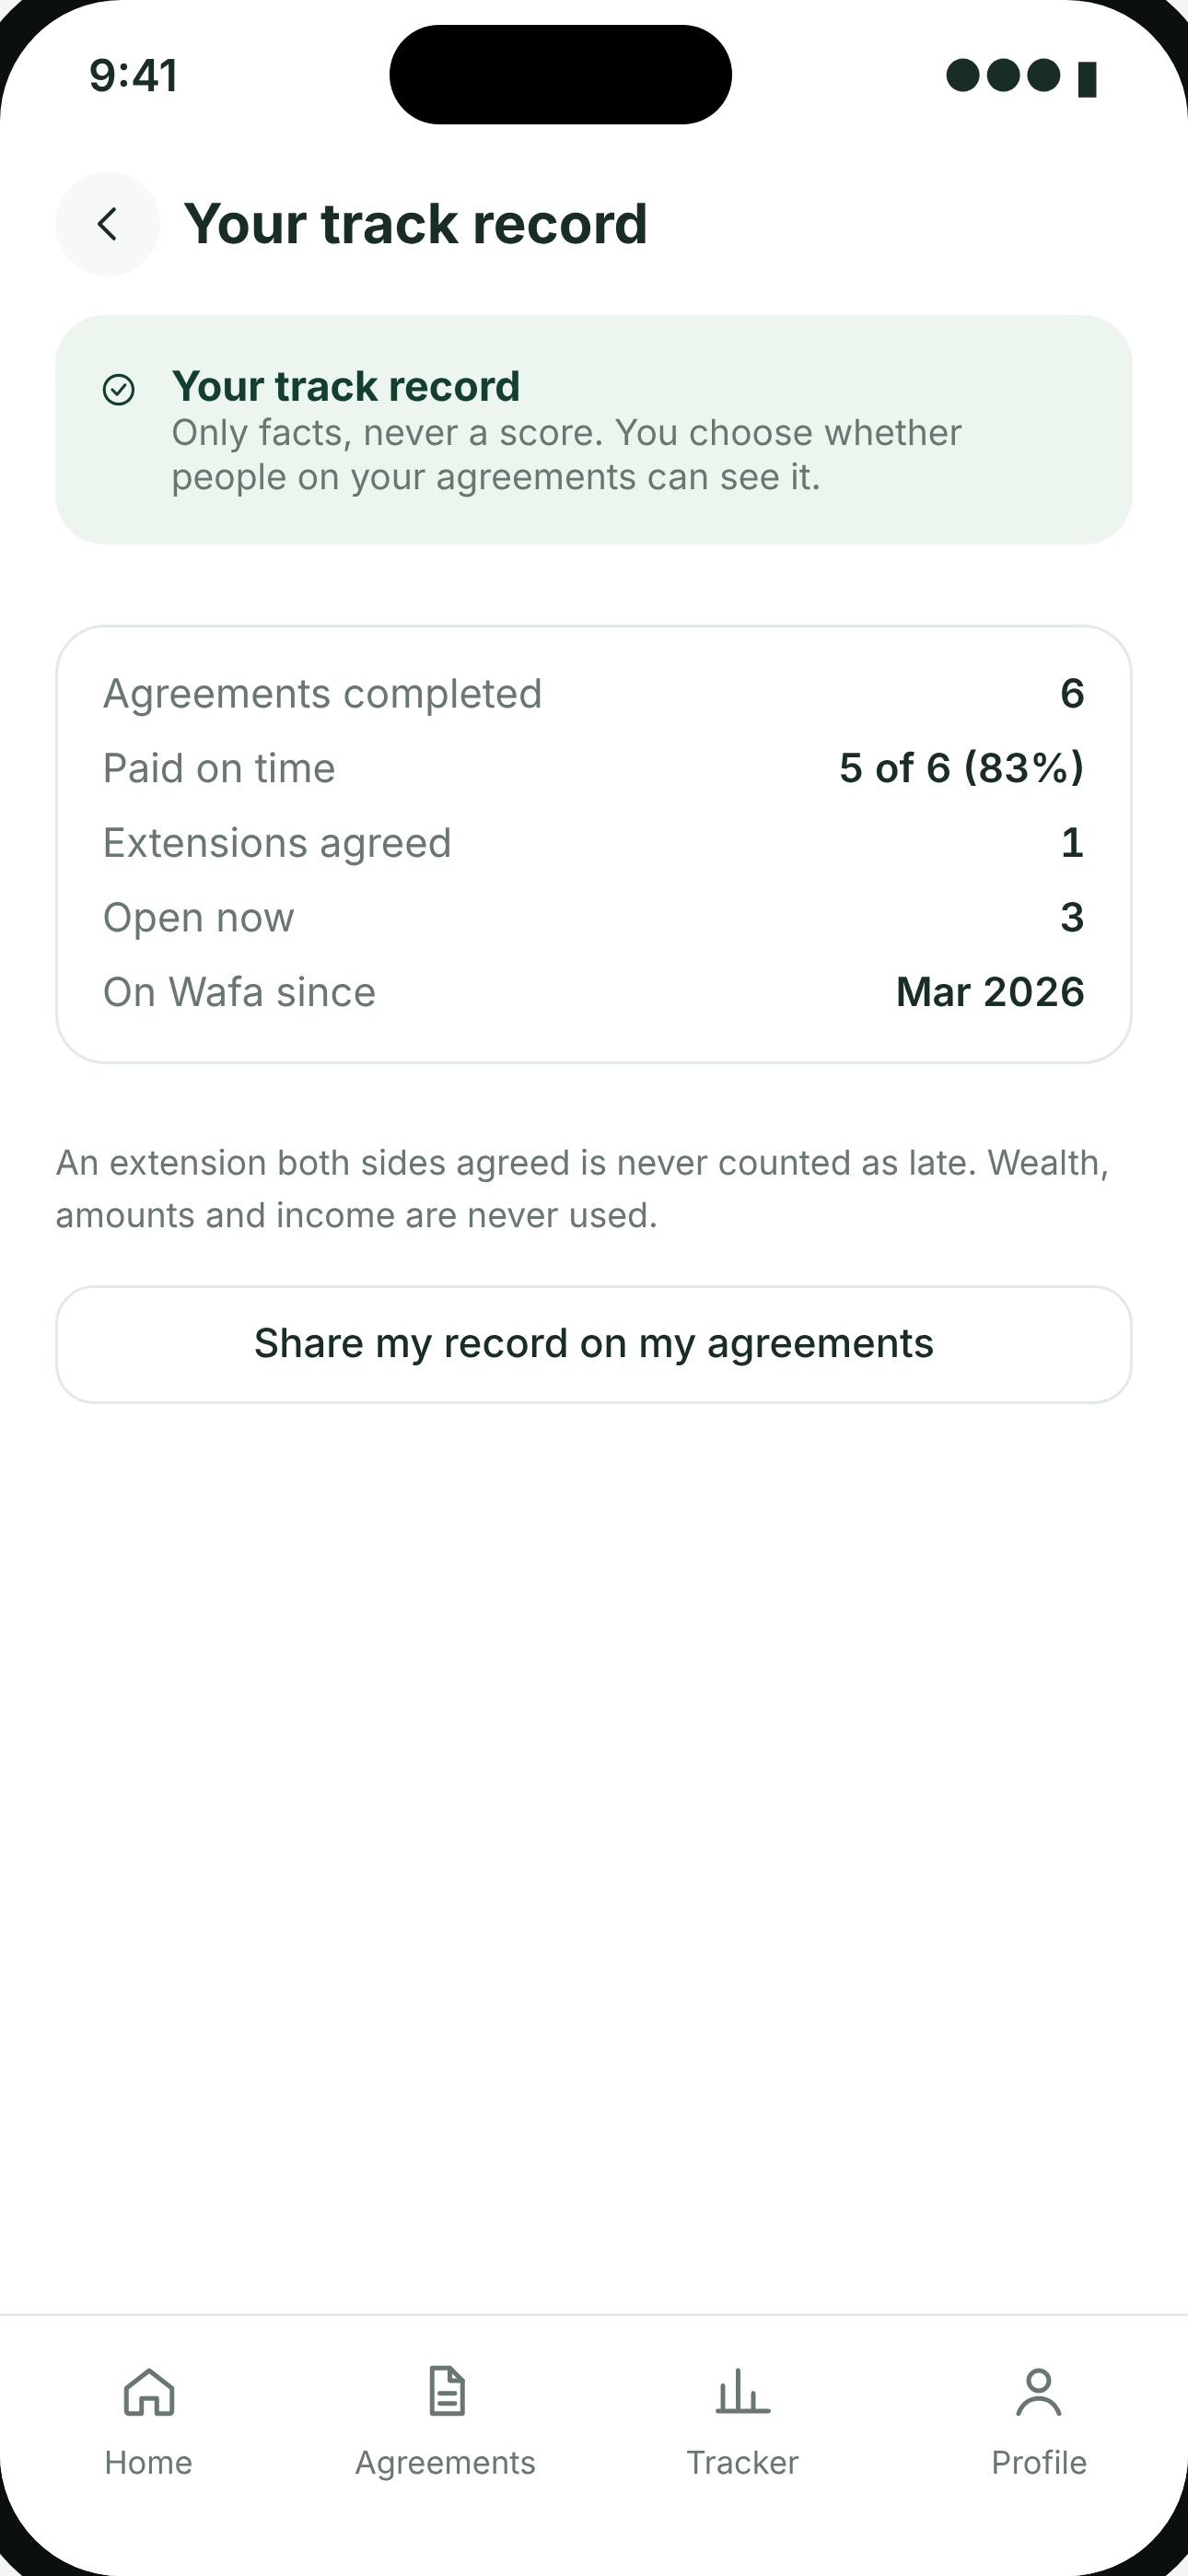 9:41
Your track record
Your track record
Only facts, never a score. You choose whether
people on your agreements can see it.
Agreements completed 6
Paid on time 5 of 6 (83%)
Extensions agreed 1
Open now 3
On Wafa since Mar 2026
An extension both sides agreed is never counted as late. Wealth,
amounts and income are never used.
Share my record on my agreements
Home Agreements Tracker Profile